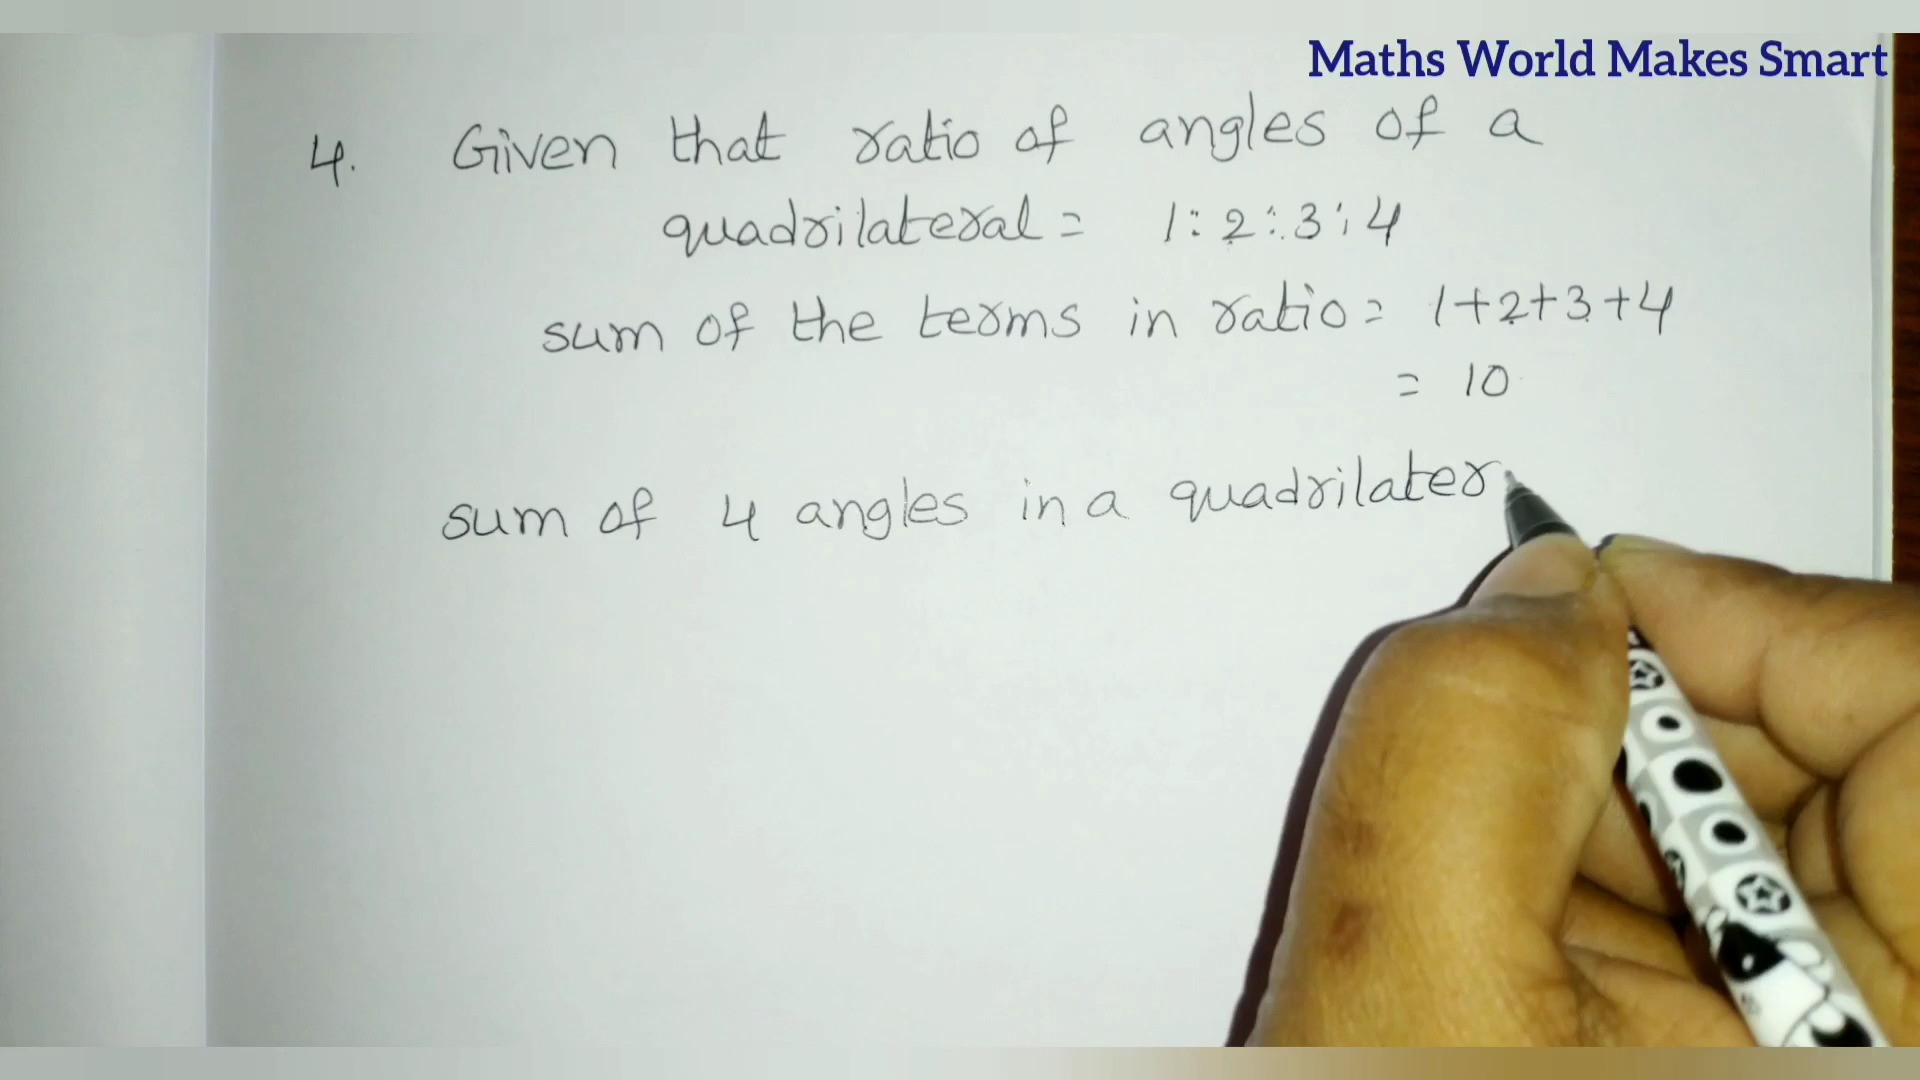 Maths World Makes Smart
4. Given that ratio of angles of a
quadrilateral = 1:2:3:4
sum of the terms in ratio = 1+2+3+4
= 10
sum of 4 angles in a quadrilater